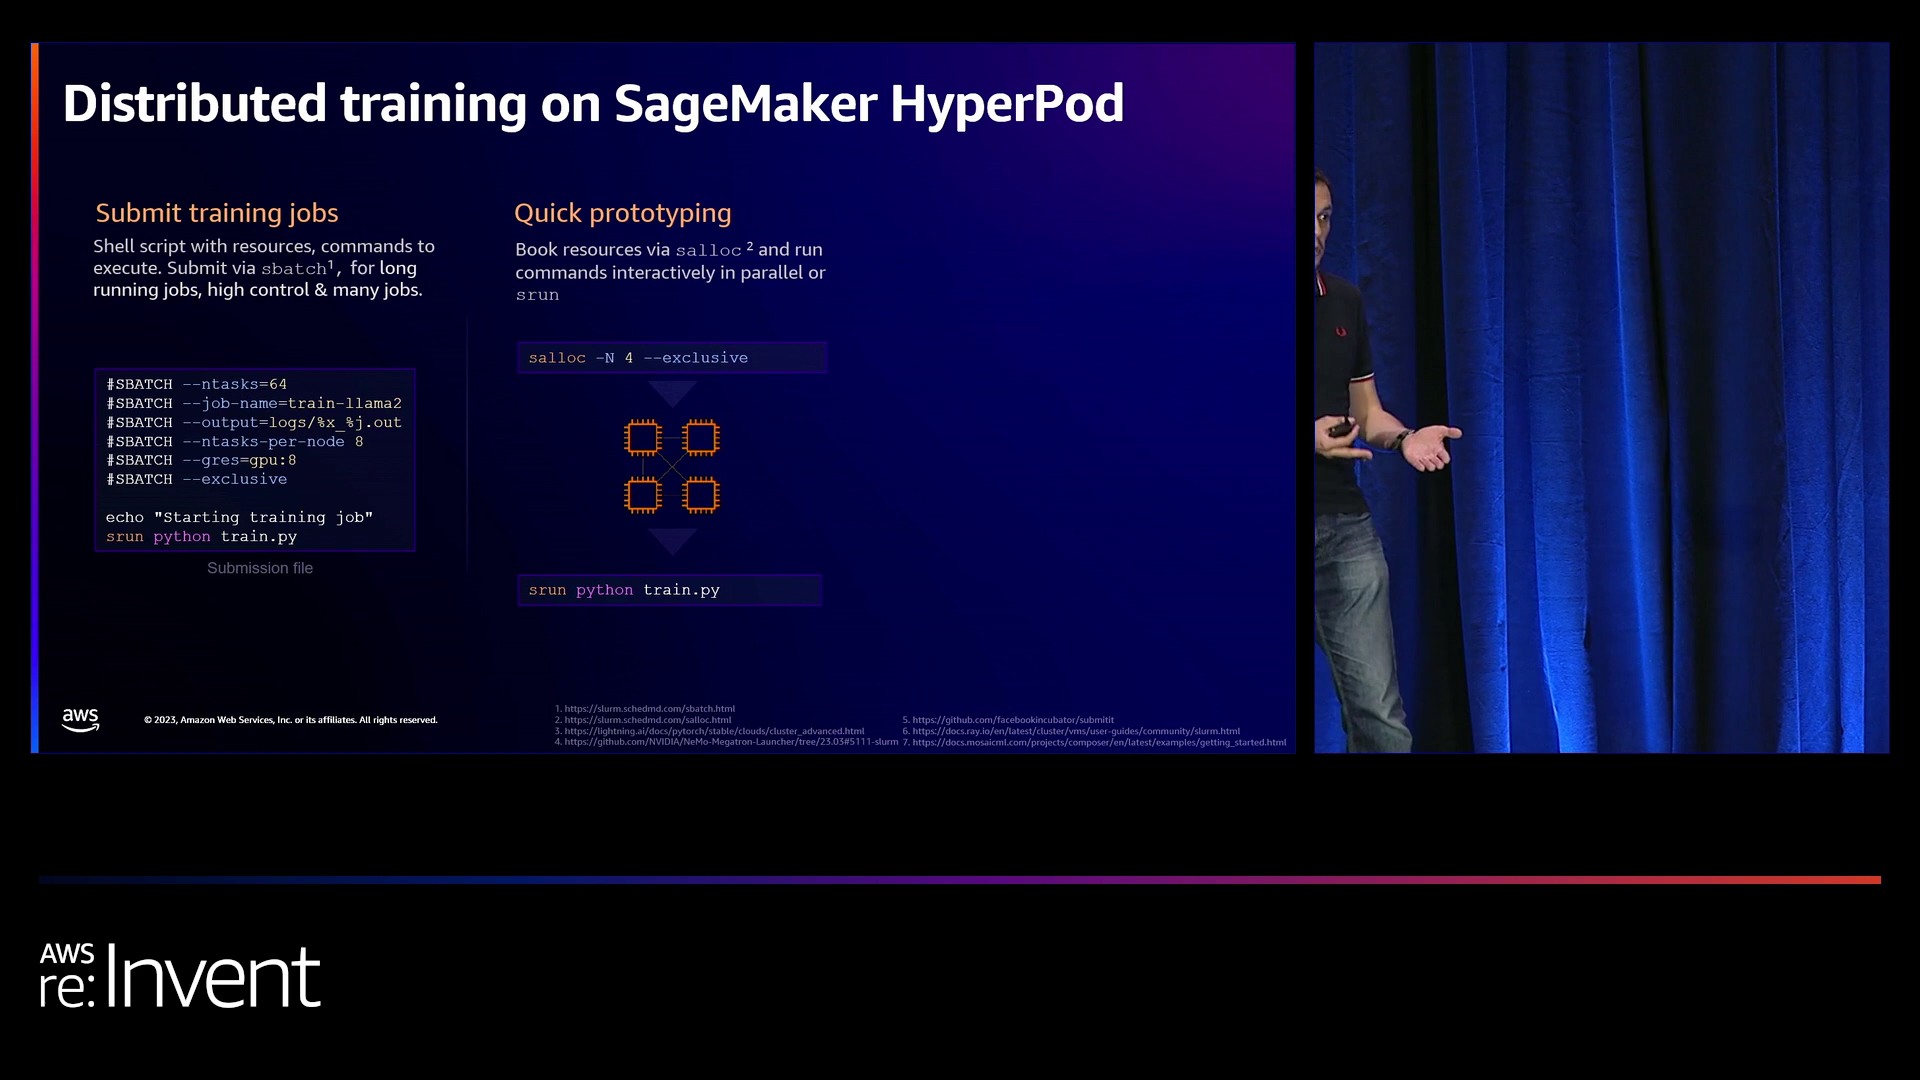 Distributed training on SageMaker HyperPod
Submit training jobs
Shell script with resources, commands to
execute. Submit via sbatch¹, for long
running jobs, high control & many jobs.
#SBATCH --ntasks=64
#SBATCH --job-name=train-llama2
#SBATCH --output=logs/%x_%j.out
#SBATCH --ntasks-per-node 8
#SBATCH --gres=gpu:8
#SBATCH --exclusive
echo "Starting training job"
srun python train.py
Submission file
Quick prototyping
Book resources via salloc ² and run
commands interactively in parallel or
srun
salloc -N 4 --exclusive
srun python train.py
aws
© 2023, Amazon Web Services, Inc. or its affiliates. All rights reserved.
1. https://slurm.schedmd.com/sbatch.html
2. https://slurm.schedmd.com/salloc.html
3. https://lightning.ai/docs/pytorch/stable/clouds/cluster_advanced.html
4. https://github.com/NVIDIA/NeMo-Megatron-Launcher/tree/23.03#5111-slurm
5. https://github.com/facebookincubator/submitit
6. https://docs.ray.io/en/latest/cluster/vms/user-guides/community/slurm.html
7. https://docs.mosaicml.com/projects/composer/en/latest/examples/getting_started.html
AWS
re:Invent